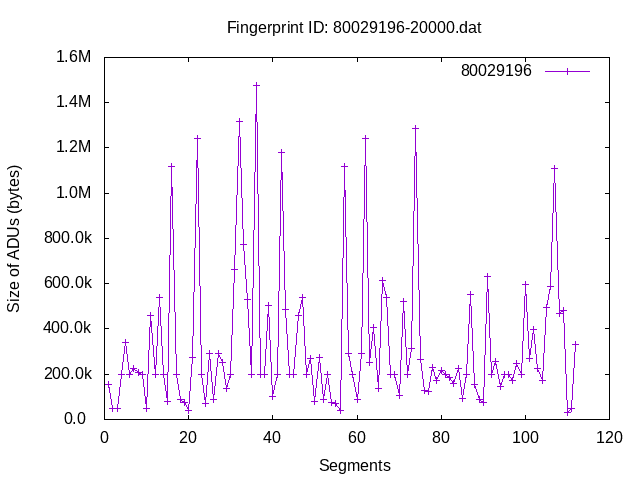 Fingerprint ID: 80029196-20000.dat
80029196
1.6M
1.4M
1.2M
1.0M
800.0k
600.0k
400.0k
200.0k
0.0
Size of ADUs (bytes)
0 20 40 60 80 100 120
Segments